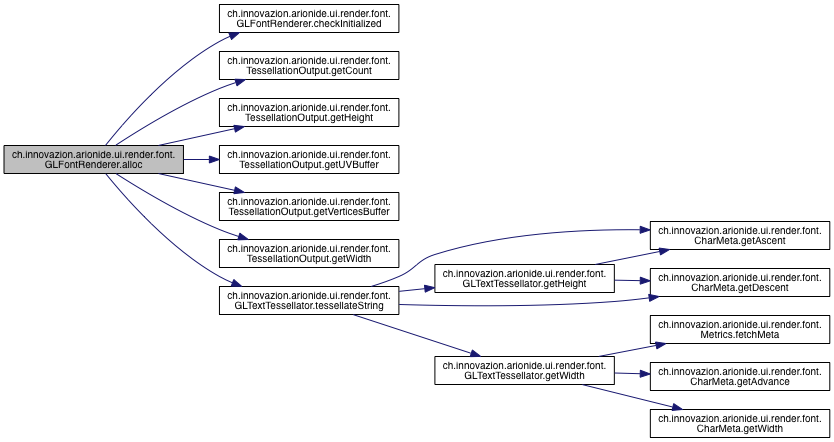 ch.innovazion.arionide.ui.render.font.
GLFontRenderer.alloc
ch.innovazion.arionide.ui.render.font.
GLFontRenderer.checkInitialized
ch.innovazion.arionide.ui.render.font.
TessellationOutput.getCount
ch.innovazion.arionide.ui.render.font.
TessellationOutput.getHeight
ch.innovazion.arionide.ui.render.font.
TessellationOutput.getUVBuffer
ch.innovazion.arionide.ui.render.font.
TessellationOutput.getVerticesBuffer
ch.innovazion.arionide.ui.render.font.
TessellationOutput.getWidth
ch.innovazion.arionide.ui.render.font.
GLTextTessellator.tessellateString
ch.innovazion.arionide.ui.render.font.
GLTextTessellator.getHeight
ch.innovazion.arionide.ui.render.font.
GLTextTessellator.getWidth
ch.innovazion.arionide.ui.render.font.
CharMeta.getAscent
ch.innovazion.arionide.ui.render.font.
CharMeta.getDescent
ch.innovazion.arionide.ui.render.font.
Metrics.fetchMeta
ch.innovazion.arionide.ui.render.font.
CharMeta.getAdvance
ch.innovazion.arionide.ui.render.font.
CharMeta.getWidth